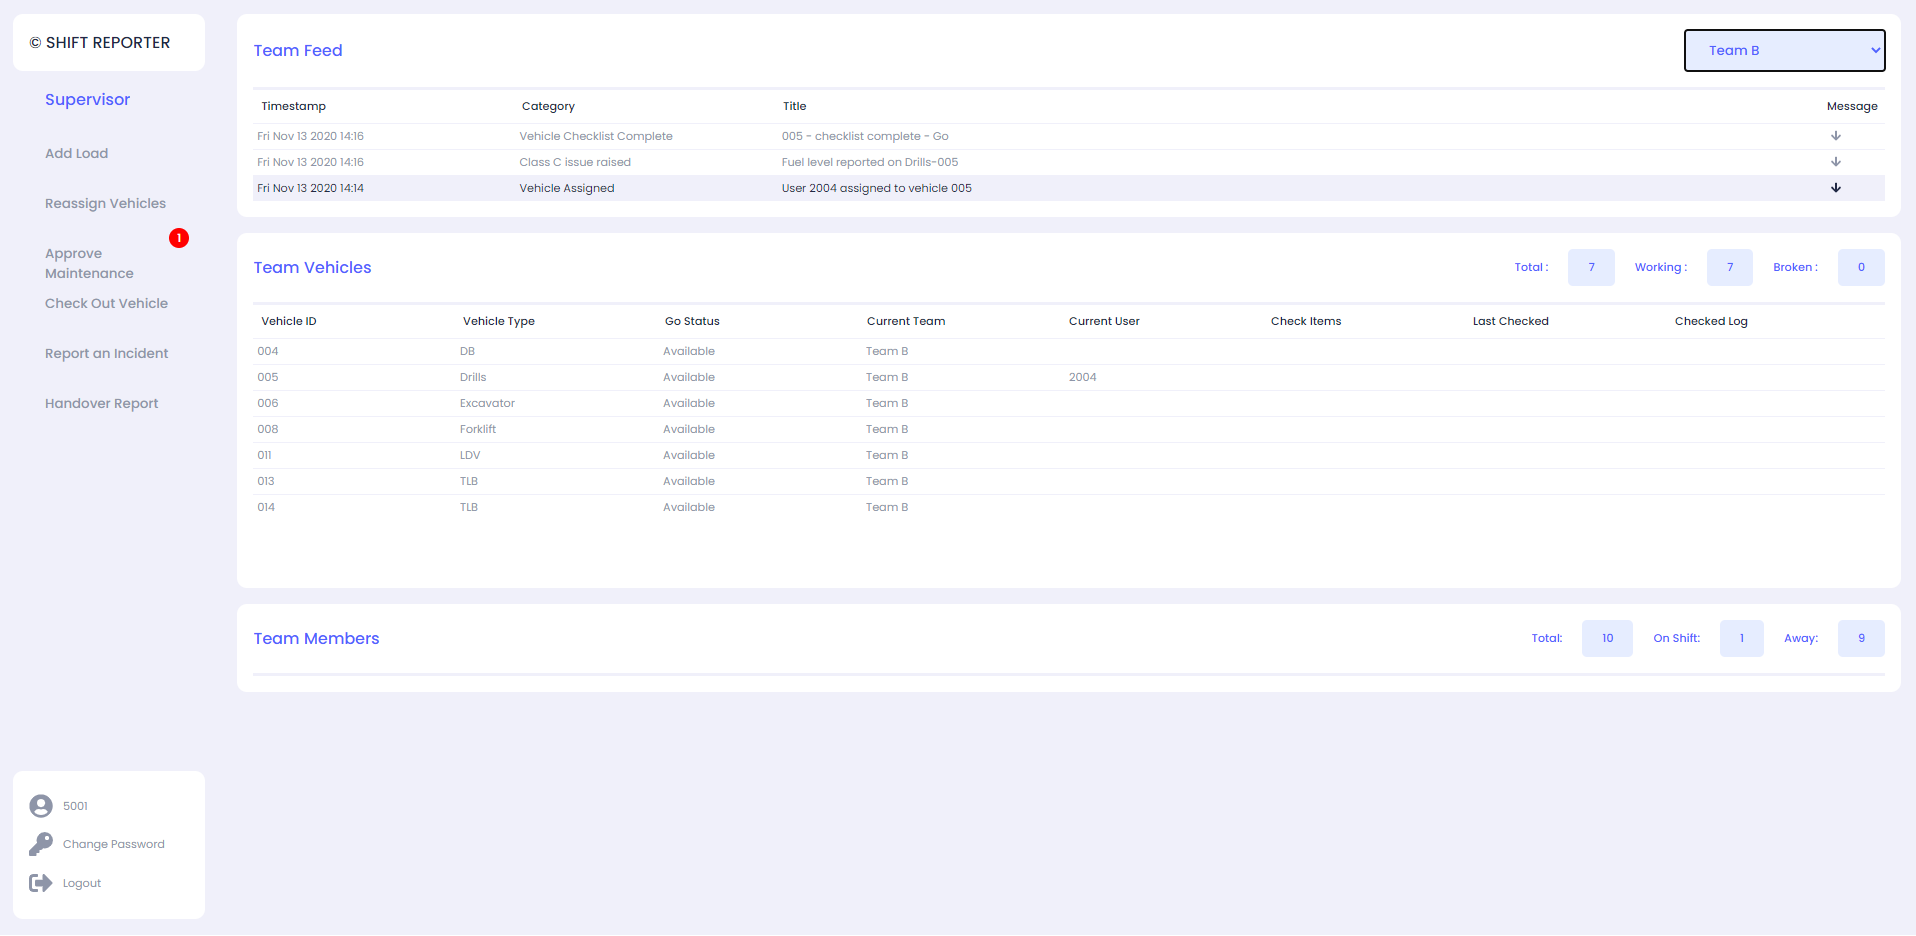 © SHIFT REPORTER
Supervisor
Add Load
Reassign Vehicles
1
Approve
Maintenance
Check Out Vehicle
Report an Incident
Handover Report
5001
Change Password
Logout
Team Feed
Team B
Timestamp Category Title Message
Fri Nov 13 2020 14:16 Vehicle Checklist Complete 005 - checklist complete - Go
Fri Nov 13 2020 14:16 Class C issue raised Fuel level reported on Drills-005
Fri Nov 13 2020 14:14 Vehicle Assigned User 2004 assigned to vehicle 005
Team Vehicles Total : 7 Working : 7 Broken : 0
Vehicle ID Vehicle Type Go Status Current Team Current User Check Items Last Checked Checked Log
004 DB Available Team B
005 Drills Available Team B 2004
006 Excavator Available Team B
008 Forklift Available Team B
011 LDV Available Team B
013 TLB Available Team B
014 TLB Available Team B
Team Members Total: 10 On Shift: 1 Away: 9